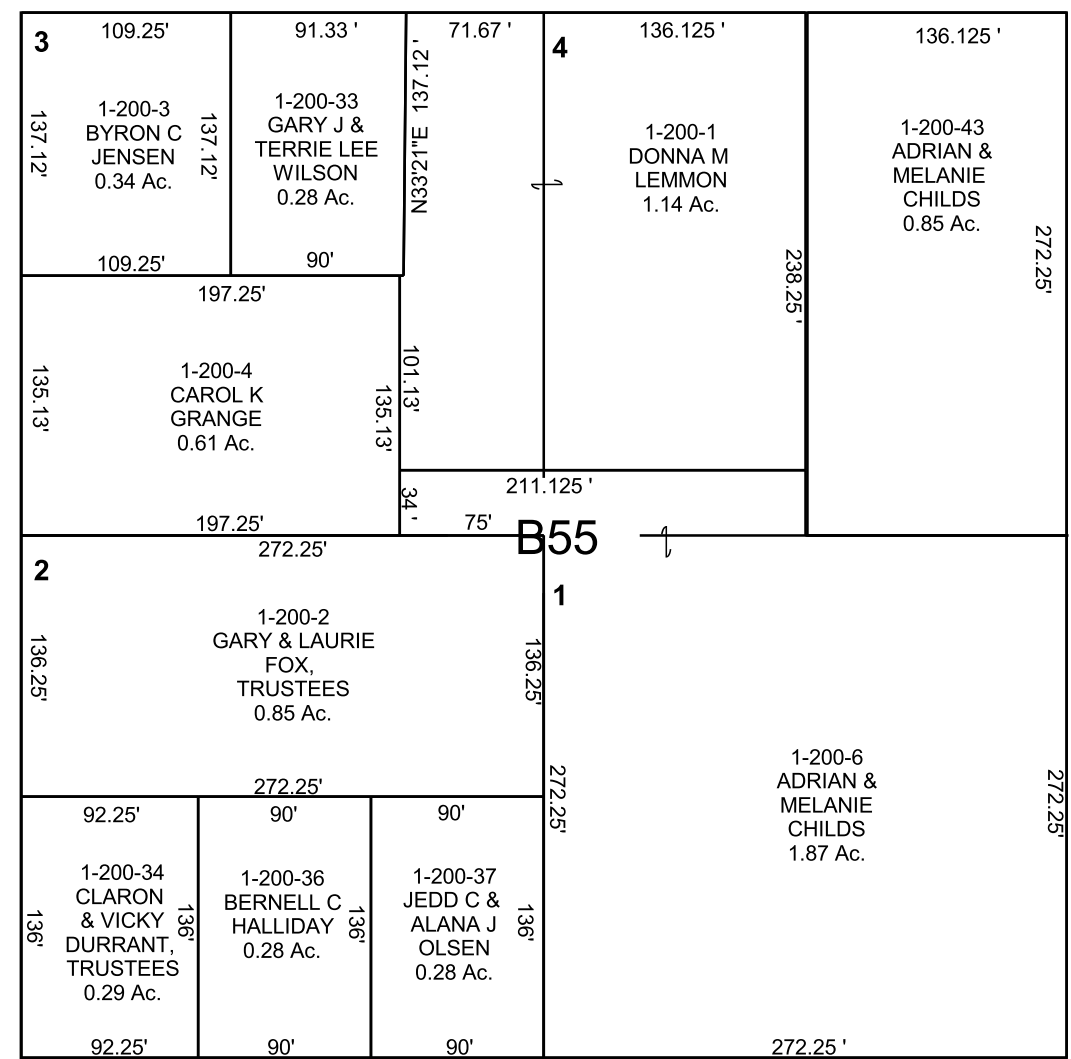 3
109.25'
137.12'
1-200-3
BYRON C
JENSEN
0.34 Ac.
137.12'
109.25'
91.33 '
1-200-33
GARY J &
TERRIE LEE
WILSON
0.28 Ac.
90'
N33'21"E 137.12 '
71.67 '
4
136.125 '
1-200-1
DONNA M
LEMMON
1.14 Ac.
238.25 '
136.125 '
1-200-43
ADRIAN &
MELANIE
CHILDS
0.85 Ac.
272.25'
197.25'
135.13'
1-200-4
CAROL K
GRANGE
0.61 Ac.
135.13'
197.25'
101.13'
211.125 '
34 '
75'
B55
2
272.25'
136.25'
1-200-2
GARY & LAURIE
FOX,
TRUSTEES
0.85 Ac.
136.25'
272.25'
1
272.25'
1-200-6
ADRIAN &
MELANIE
CHILDS
1.87 Ac.
272.25'
272.25 '
92.25'
136'
1-200-34
CLARON
& VICKY
DURRANT,
TRUSTEES
0.29 Ac.
136'
92.25'
90'
1-200-36
BERNELL C
HALLIDAY
0.28 Ac.
136'
90'
90'
1-200-37
JEDD C &
ALANA J
OLSEN
0.28 Ac.
136'
90'